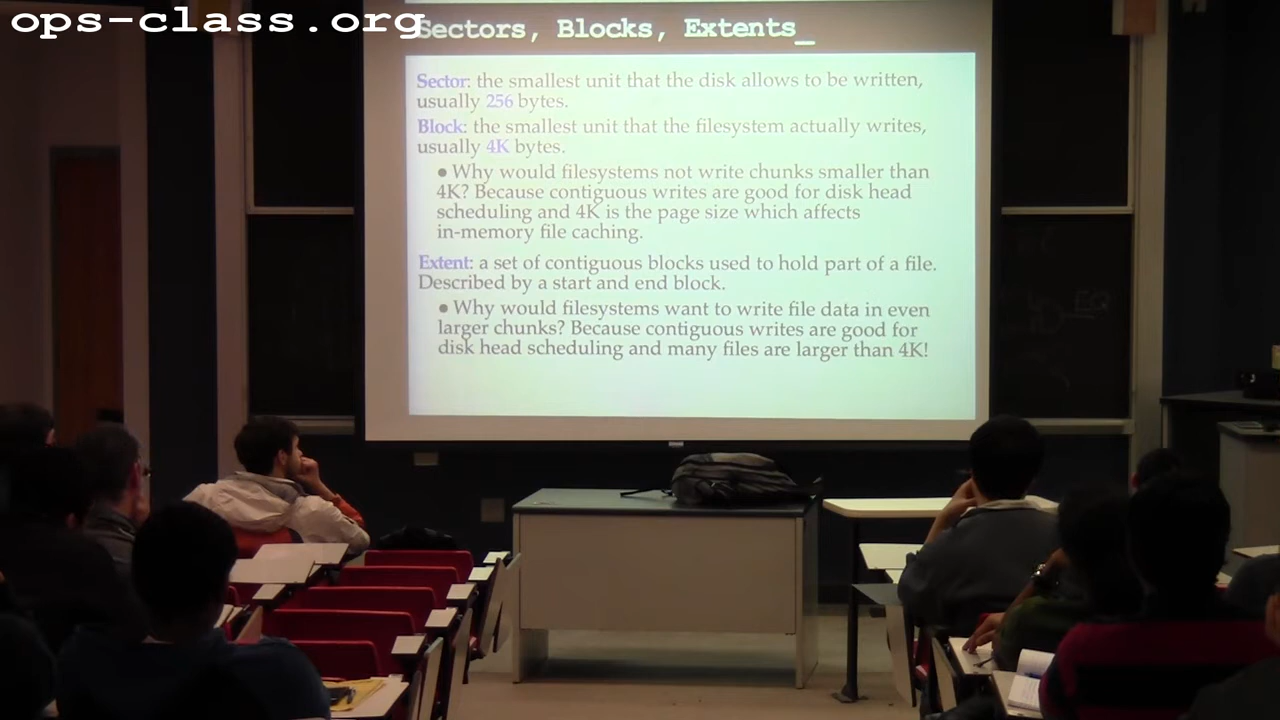 ops-class.org
Sectors, Blocks, Extents_
Sector: the smallest unit that the disk allows to be written,
usually 256 bytes.
Block: the smallest unit that the filesystem actually writes,
usually 4K bytes.
● Why would filesystems not write chunks smaller than
4K? Because contiguous writes are good for disk head
scheduling and 4K is the page size which affects
in-memory file caching.
Extent: a set of contiguous blocks used to hold part of a file.
Described by a start and end block.
● Why would filesystems want to write file data in even
larger chunks? Because contiguous writes are good for
disk head scheduling and many files are larger than 4K!